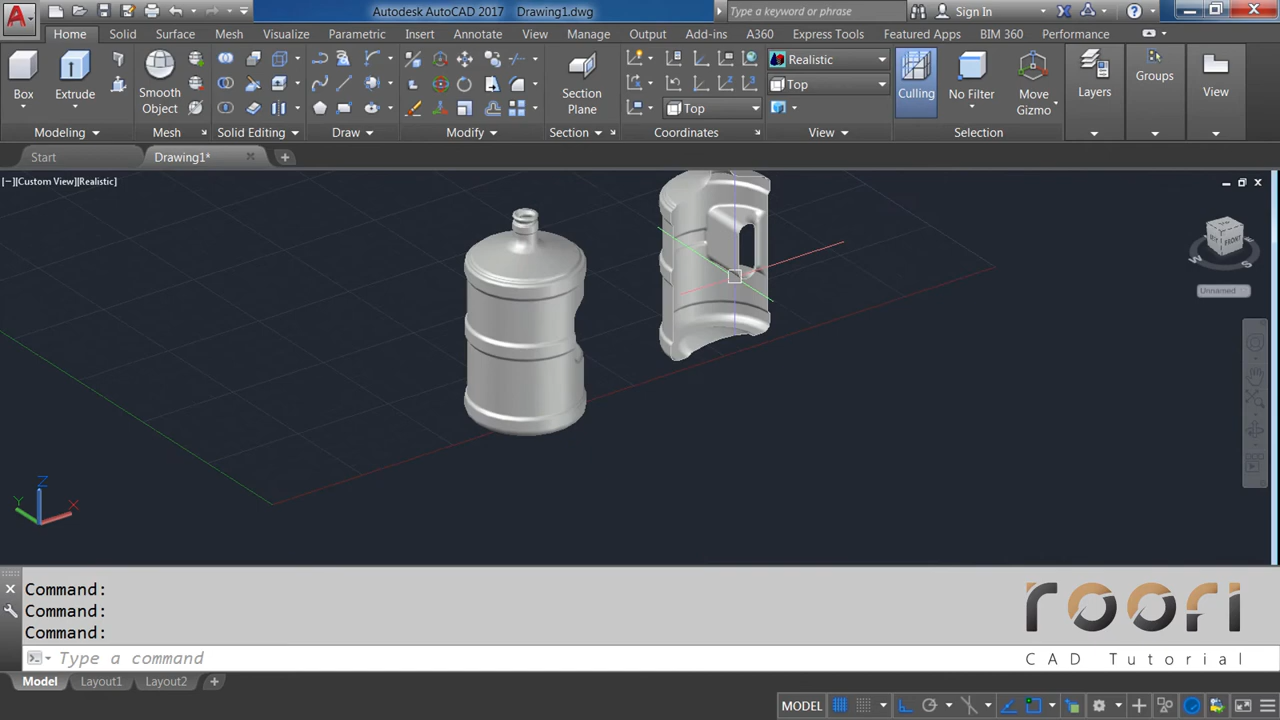 Autodesk AutoCAD 2017 Drawing1.dwg
Type a keyword or phrase
Sign In
Home Solid Surface Mesh Visualize Parametric Insert Annotate View Manage Output Add-ins A360 Express Tools Featured Apps BIM 360 Performance
Realistic
Top
Top
Box
Extrude
Smooth
Object
Section
Plane
Culling
No Filter
Move
Gizmo
Layers
Groups
View
Modeling
Mesh
Solid Editing
Draw
Modify
Section
Coordinates
View
Selection
Start
Drawing1*
[−][Custom View][Realistic]
FRONT
W
S
Unnamed
Z
Y
X
Command:
Command:
Command:
Type a command
roori
CAD Tutorial
Model
Layout1
Layout2
MODEL